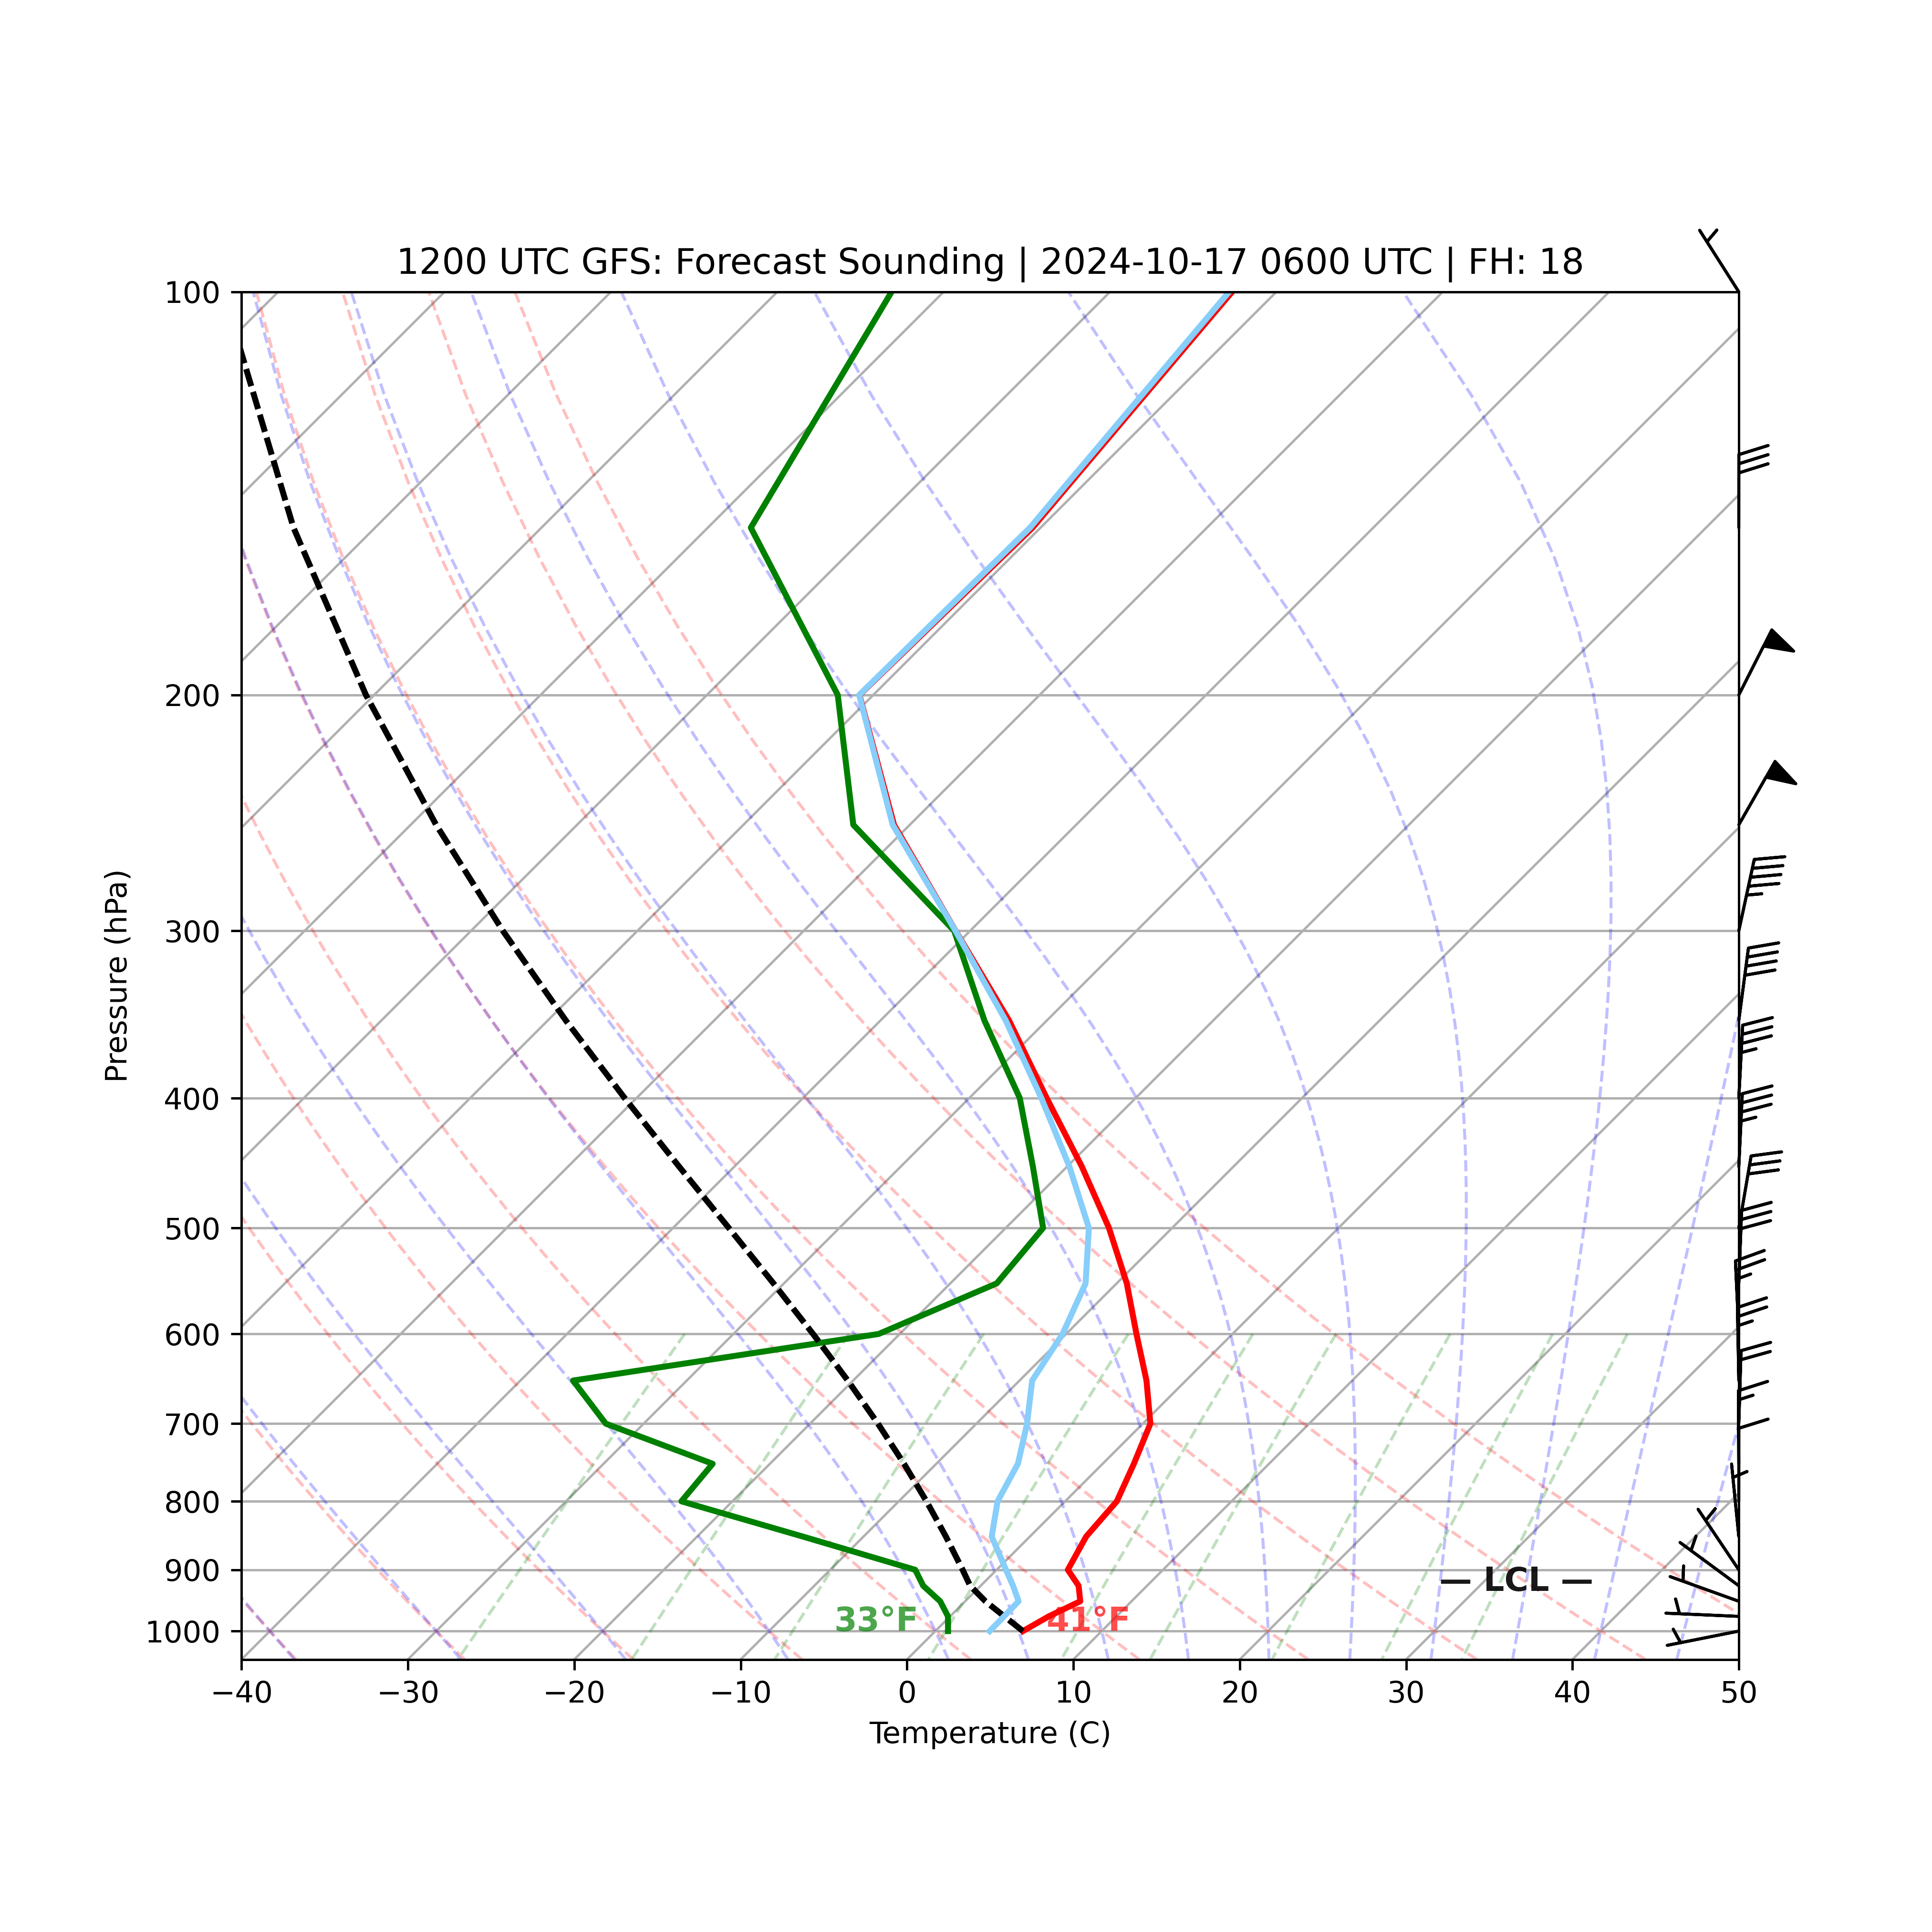 1200 UTC GFS: Forecast Sounding | 2024-10-17 0600 UTC | FH: 18
100
200
300
400
500
600
700
800
900
1000
Pressure (hPa)
— LCL —
33°F
41°F
−40 −30 −20 −10 0 10 20 30 40 50
Temperature (C)